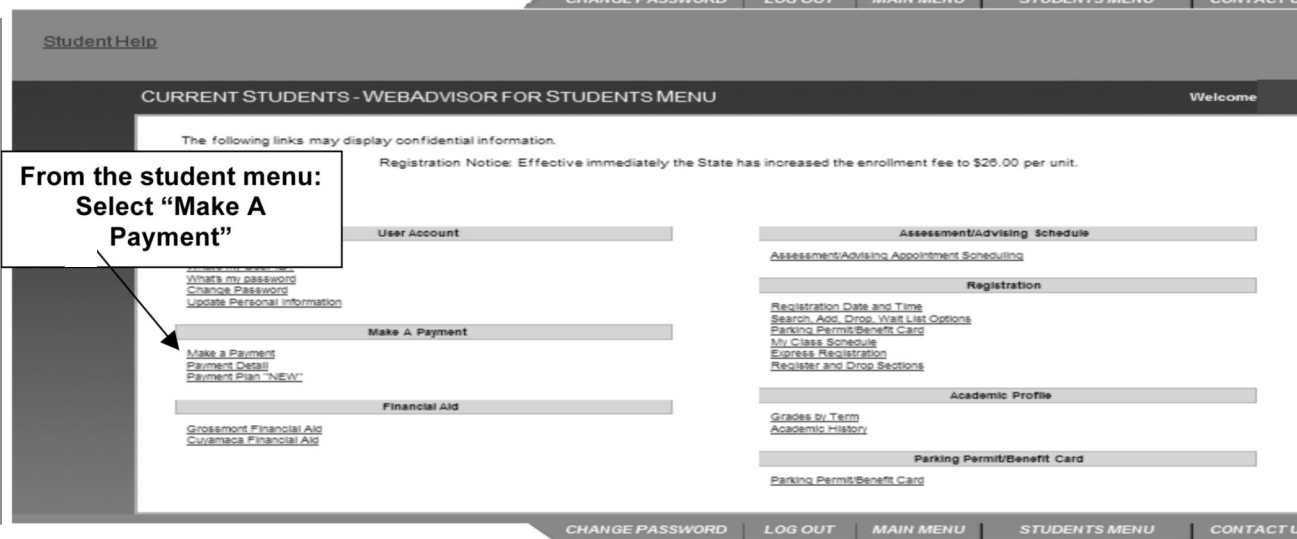 CHANGE PASSWORD LOG OUT MAIN MENU STUDENTS MENU CONTACT U
Student Help
CURRENT STUDENTS - WEBADVISOR FOR STUDENTS MENU
Welcome
The following links may display confidential information.
Registration Notice: Effective immediately the State has increased the enrollment fee to $26.00 per unit.
From the student menu:
Select “Make A
Payment”
User Account
What's my password
Change Password
Update Personal Information
Make A Payment
Make a Payment
Payment Detail
Payment Plan "NEW"
Financial Aid
Grossmont Financial Aid
Cuyamaca Financial Aid
Assessment/Advising Schedule
Assessment/Advising Appointment Scheduling
Registration
Registration Date and Time
Search, Add, Drop, Wait List Options
Parking Permit/Benefit Card
My Class Schedule
Express Registration
Register and Drop Sections
Academic Profile
Grades by Term
Academic History
Parking Permit/Benefit Card
Parking Permit/Benefit Card
CHANGE PASSWORD LOG OUT MAIN MENU STUDENTS MENU CONTACT U